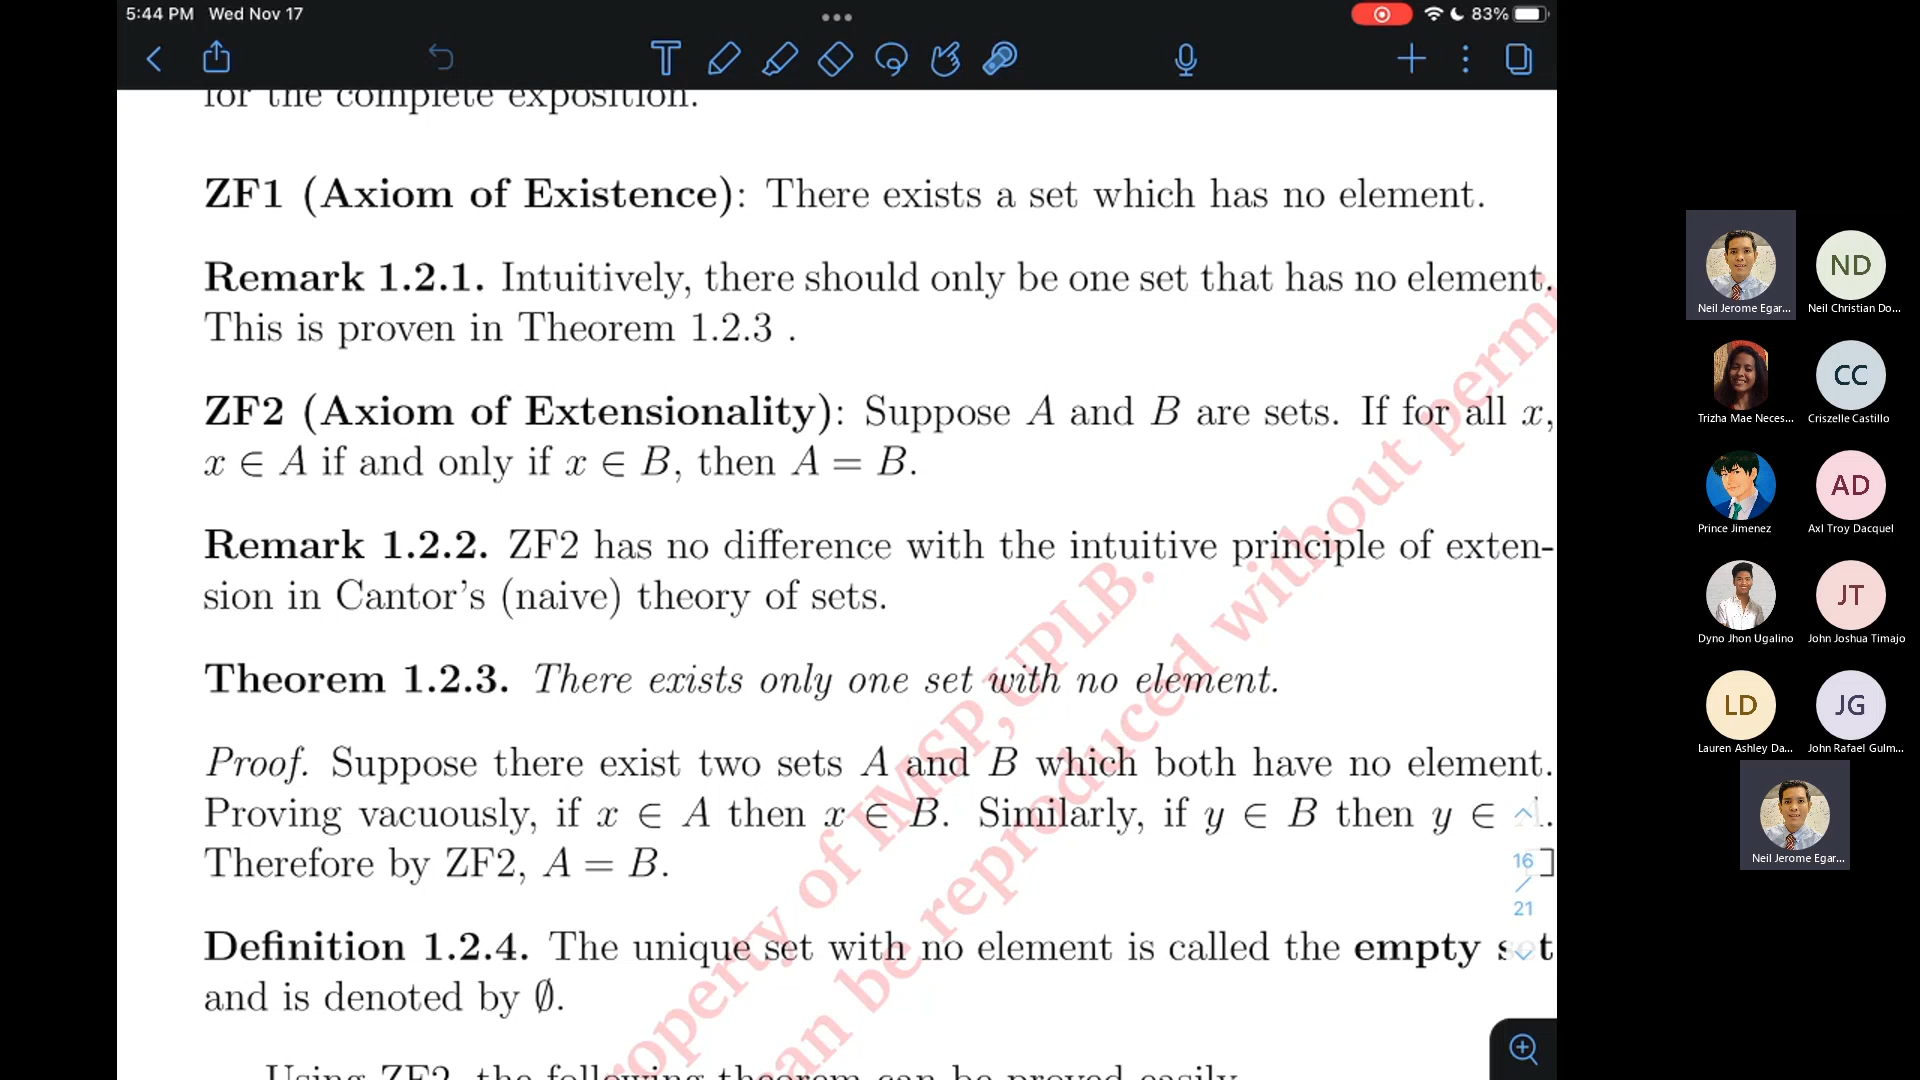 5:44 PM Wed Nov 17
83%
for the complete exposition.
ZF1 (Axiom of Existence): There exists a set which has no element.
Remark 1.2.1. Intuitively, there should only be one set that has no element.
This is proven in Theorem 1.2.3 .
ZF2 (Axiom of Extensionality): Suppose A and B are sets. If for all x,
x ∈ A if and only if x ∈ B, then A = B.
Remark 1.2.2. ZF2 has no difference with the intuitive principle of exten-
sion in Cantor's (naive) theory of sets.
Theorem 1.2.3. There exists only one set with no element.
Proof. Suppose there exist two sets A and B which both have no element.
Proving vacuously, if x ∈ A then x ∈ B. Similarly, if y ∈ B then y ∈ A.
Therefore by ZF2, A = B.
Definition 1.2.4. The unique set with no element is called the empty set
and is denoted by ∅.
Using ZF2, the following theorem can be proved easily
property of IMSP, UPLB.
can be reproduced without permi
16
21
Neil Jerome Egar...
ND
Neil Christian Do...
Trizha Mae Neces...
CC
Criszelle Castillo
Prince Jimenez
AD
Axl Troy Dacquel
Dyno Jhon Ugalino
JT
John Joshua Timajo
LD
Lauren Ashley Da...
JG
John Rafael Gulm...
Neil Jerome Egar...